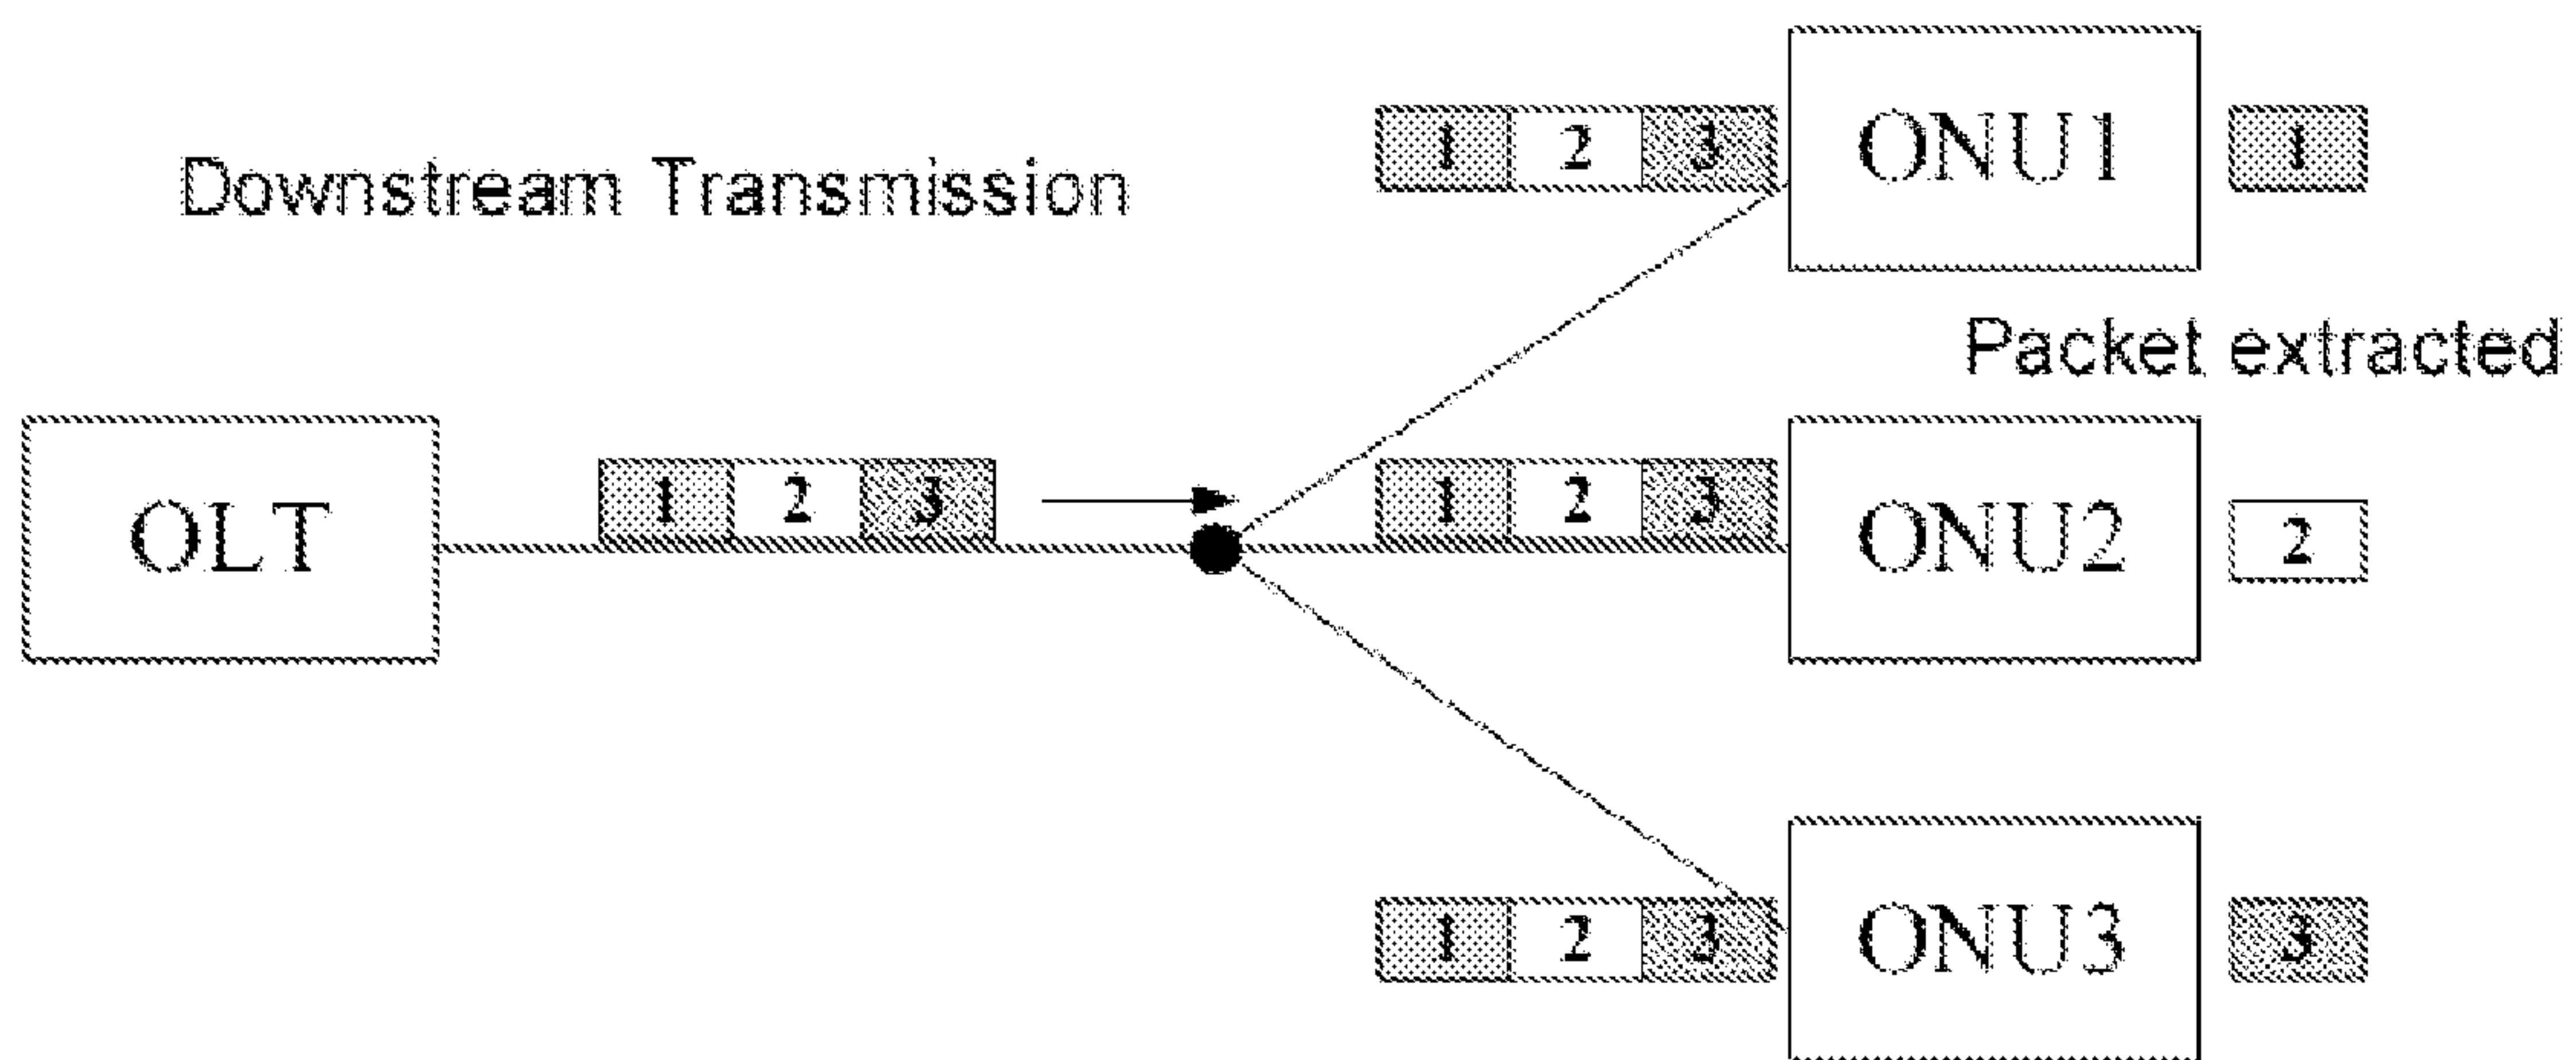 Downstream Transmission
1 2 3
ONU1
1
Packet extracted
OLT
1 2 3
1 2 3
ONU2
2
1 2 3
ONU3
3